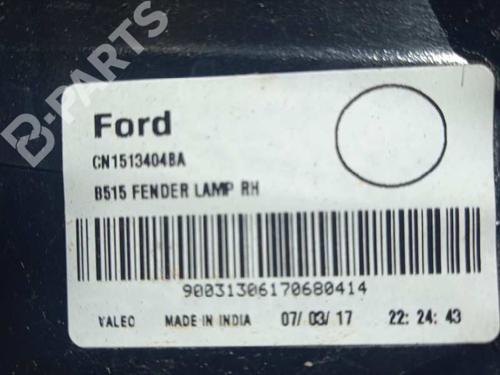 B-PARTS
Ford
CN1513404BA
B515 FENDER LAMP RH
90031306170680414
VALEO MADE IN INDIA 07/03/17 22:24:43